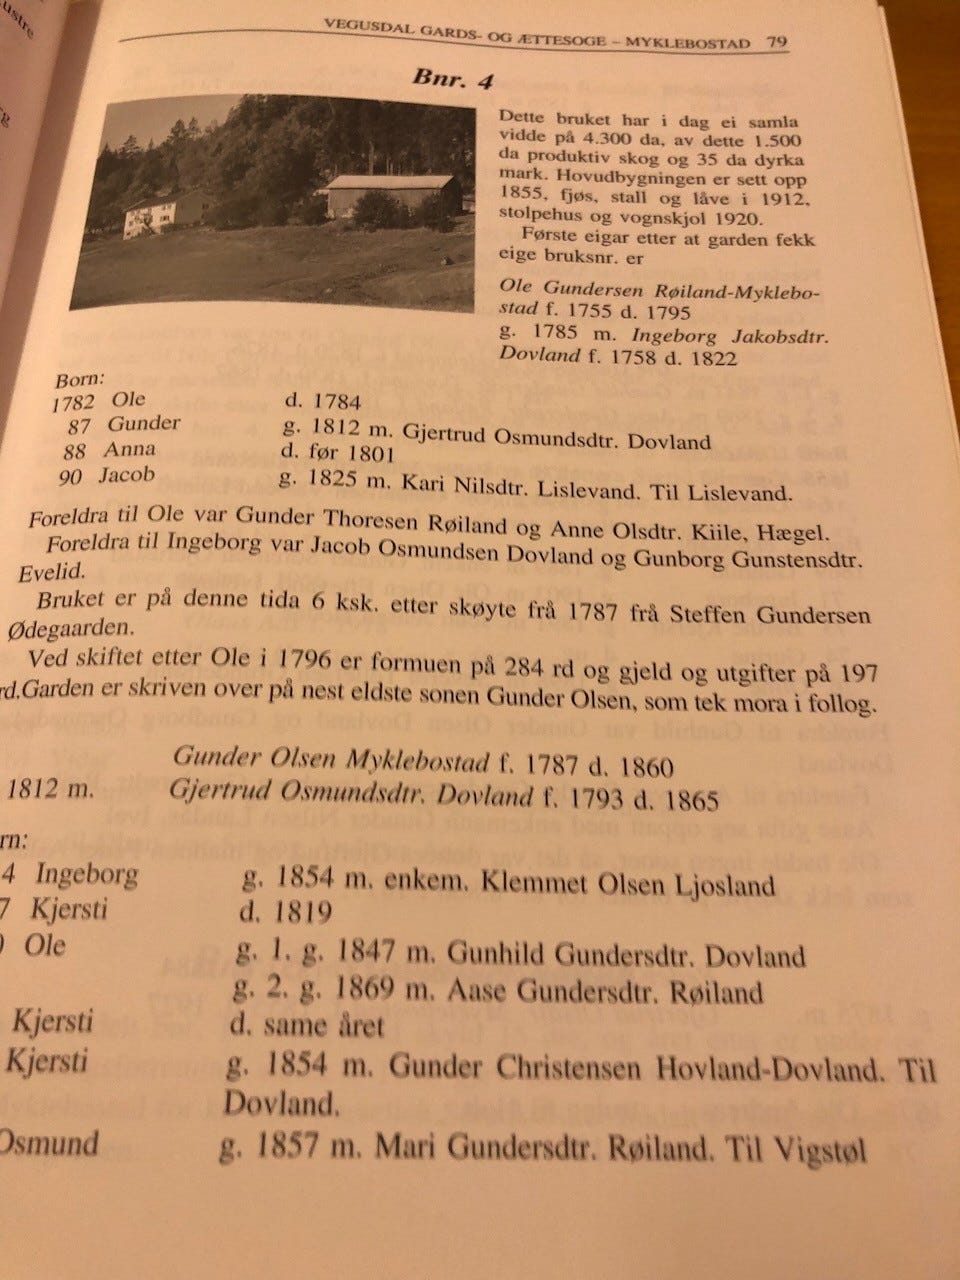 ustre
rg
VEGUSDAL GARDS- OG ÆTTESOGE – MYKLEBOSTAD 79
Bnr. 4
Dette bruket har i dag ei samla
vidde på 4.300 da, av dette 1.500
da produktiv skog og 35 da dyrka
mark. Hovudbygningen er sett opp
1855, fjøs, stall og låve i 1912,
stolpehus og vognskjol 1920.
Første eigar etter at garden fekk
eige bruksnr. er
Ole Gundersen Røiland-Myklebo-
stad f. 1755 d. 1795
g. 1785 m. Ingeborg Jakobsdtr.
Dovland f. 1758 d. 1822
Born:
1782 Ole d. 1784
87 Gunder g. 1812 m. Gjertrud Osmundsdtr. Dovland
88 Anna d. før 1801
90 Jacob g. 1825 m. Kari Nilsdtr. Lislevand. Til Lislevand.
Foreldra til Ole var Gunder Thoresen Røiland og Anne Olsdtr. Kiile, Hægel.
Foreldra til Ingeborg var Jacob Osmundsen Dovland og Gunborg Gunstensdtr.
Evelid.
Bruket er på denne tida 6 ksk. etter skøyte frå 1787 frå Steffen Gundersen
Ødegaarden.
Ved skiftet etter Ole i 1796 er formuen på 284 rd og gjeld og utgifter på 197
rd.Garden er skriven over på nest eldste sonen Gunder Olsen, som tek mora i follog.
Gunder Olsen Myklebostad f. 1787 d. 1860
1812 m. Gjertrud Osmundsdtr. Dovland f. 1793 d. 1865
rn:
4 Ingeborg g. 1854 m. enkem. Klemmet Olsen Ljosland
7 Kjersti d. 1819
0 Ole g. 1. g. 1847 m. Gunhild Gundersdtr. Dovland
g. 2. g. 1869 m. Aase Gundersdtr. Røiland
Kjersti d. same året
Kjersti g. 1854 m. Gunder Christensen Hovland-Dovland. Til
Dovland.
Osmund g. 1857 m. Mari Gundersdtr. Røiland. Til Vigstøl